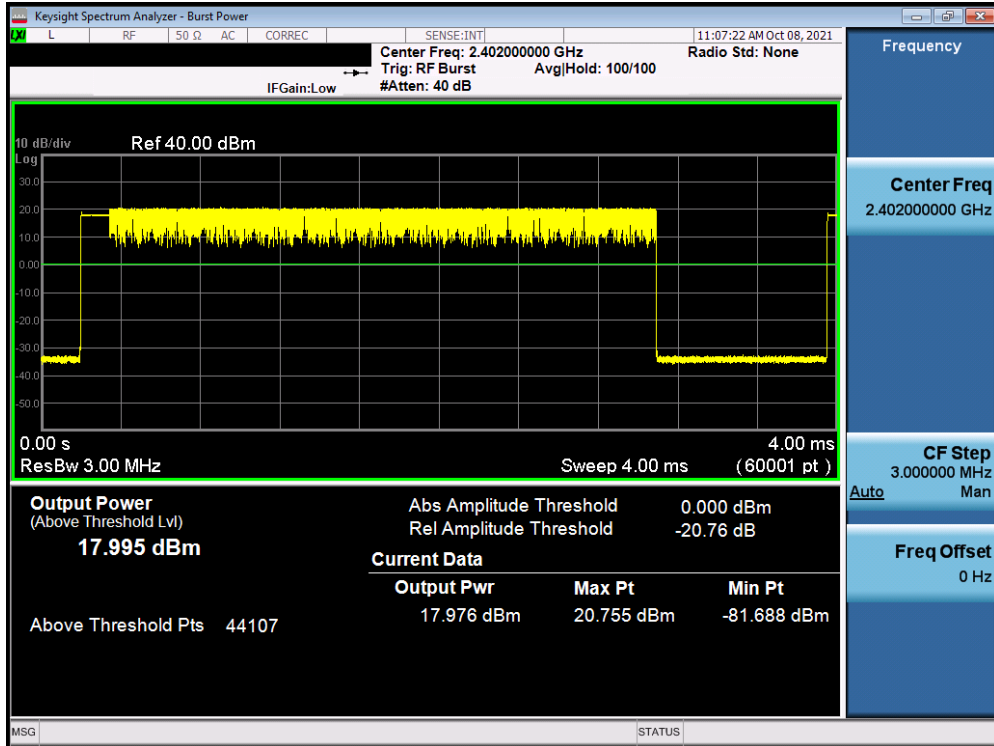 Keysight Spectrum Analyzer - Burst Power
LXI L RF 50 Ω AC CORREC SENSE:INT 11:07:22 AM Oct 08, 2021
Center Freq: 2.402000000 GHz Radio Std: None
Trig: RF Burst Avg|Hold: 100/100
IFGain:Low #Atten: 40 dB
10 dB/div Ref 40.00 dBm
Log
30.0
20.0
10.0
0.00
-10.0
-20.0
-30.0
-40.0
-50.0
0.00 s 4.00 ms
ResBw 3.00 MHz Sweep 4.00 ms (60001 pt)
Output Power
(Above Threshold Lvl)
17.995 dBm
Above Threshold Pts 44107
Abs Amplitude Threshold 0.000 dBm
Rel Amplitude Threshold -20.76 dB
Current Data
Output Pwr Max Pt Min Pt
17.976 dBm 20.755 dBm -81.688 dBm
Frequency
Center Freq
2.402000000 GHz
CF Step
3.000000 MHz
Auto Man
Freq Offset
0 Hz
MSG STATUS